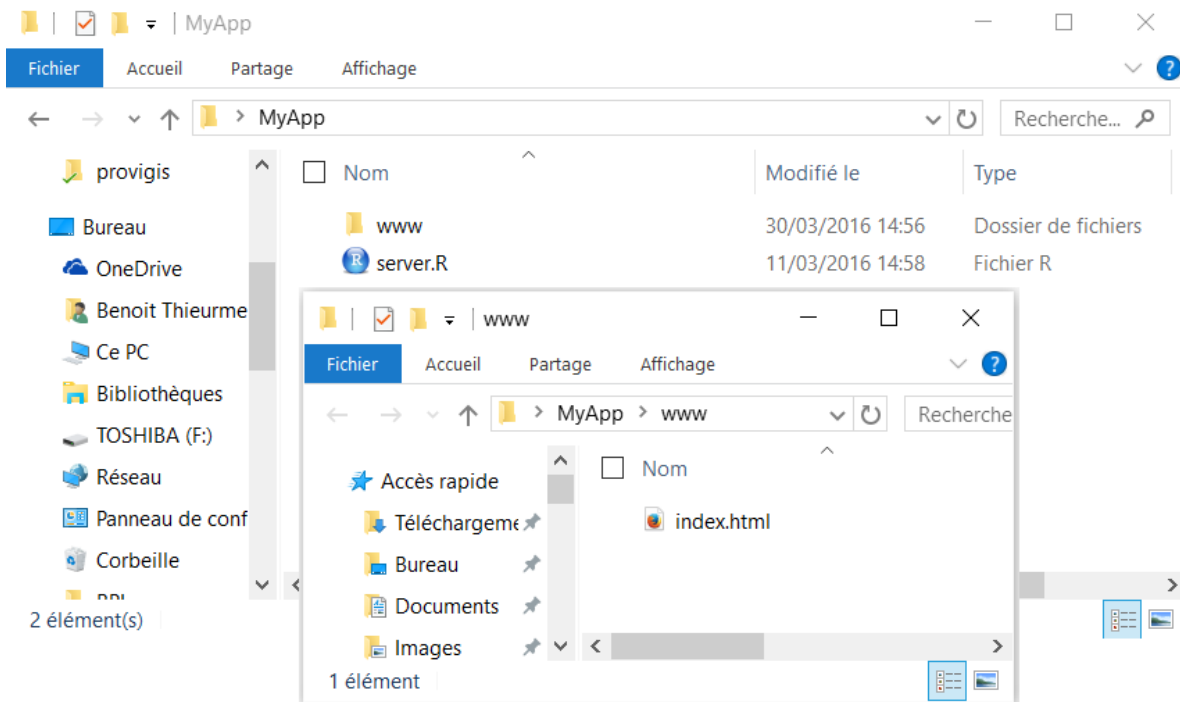 MyApp
Fichier Accueil Partage Affichage
MyApp Recherche...
Nom Modifié le Type
provigis
Bureau
OneDrive
Benoit Thieurme
Ce PC
Bibliothèques
TOSHIBA (F:)
Réseau
Panneau de conf
Corbeille
2 élément(s)
www 30/03/2016 14:56 Dossier de fichiers
server.R 11/03/2016 14:58 Fichier R
www
Fichier Accueil Partage Affichage
MyApp www Recherche
Nom
Accès rapide
Téléchargeme
Bureau
Documents
Images
index.html
1 élément